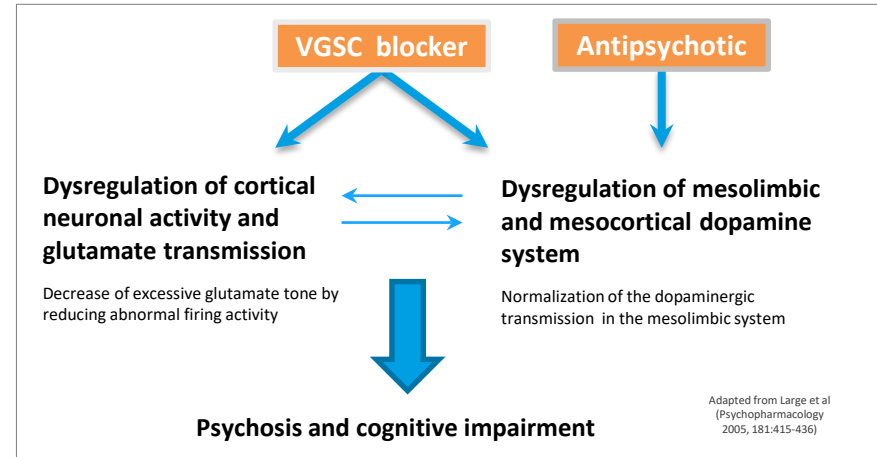 VGSC blocker
Antipsychotic
Dysregulation of cortical
neuronal activity and
glutamate transmission
Decrease of excessive glutamate tone by
reducing abnormal firing activity
Dysregulation of mesolimbic
and mesocortical dopamine
system
Normalization of the dopaminergic
transmission in the mesolimbic system
Psychosis and cognitive impairment
Adapted from Large et al
(Psychopharmacology
2005, 181:415-436)